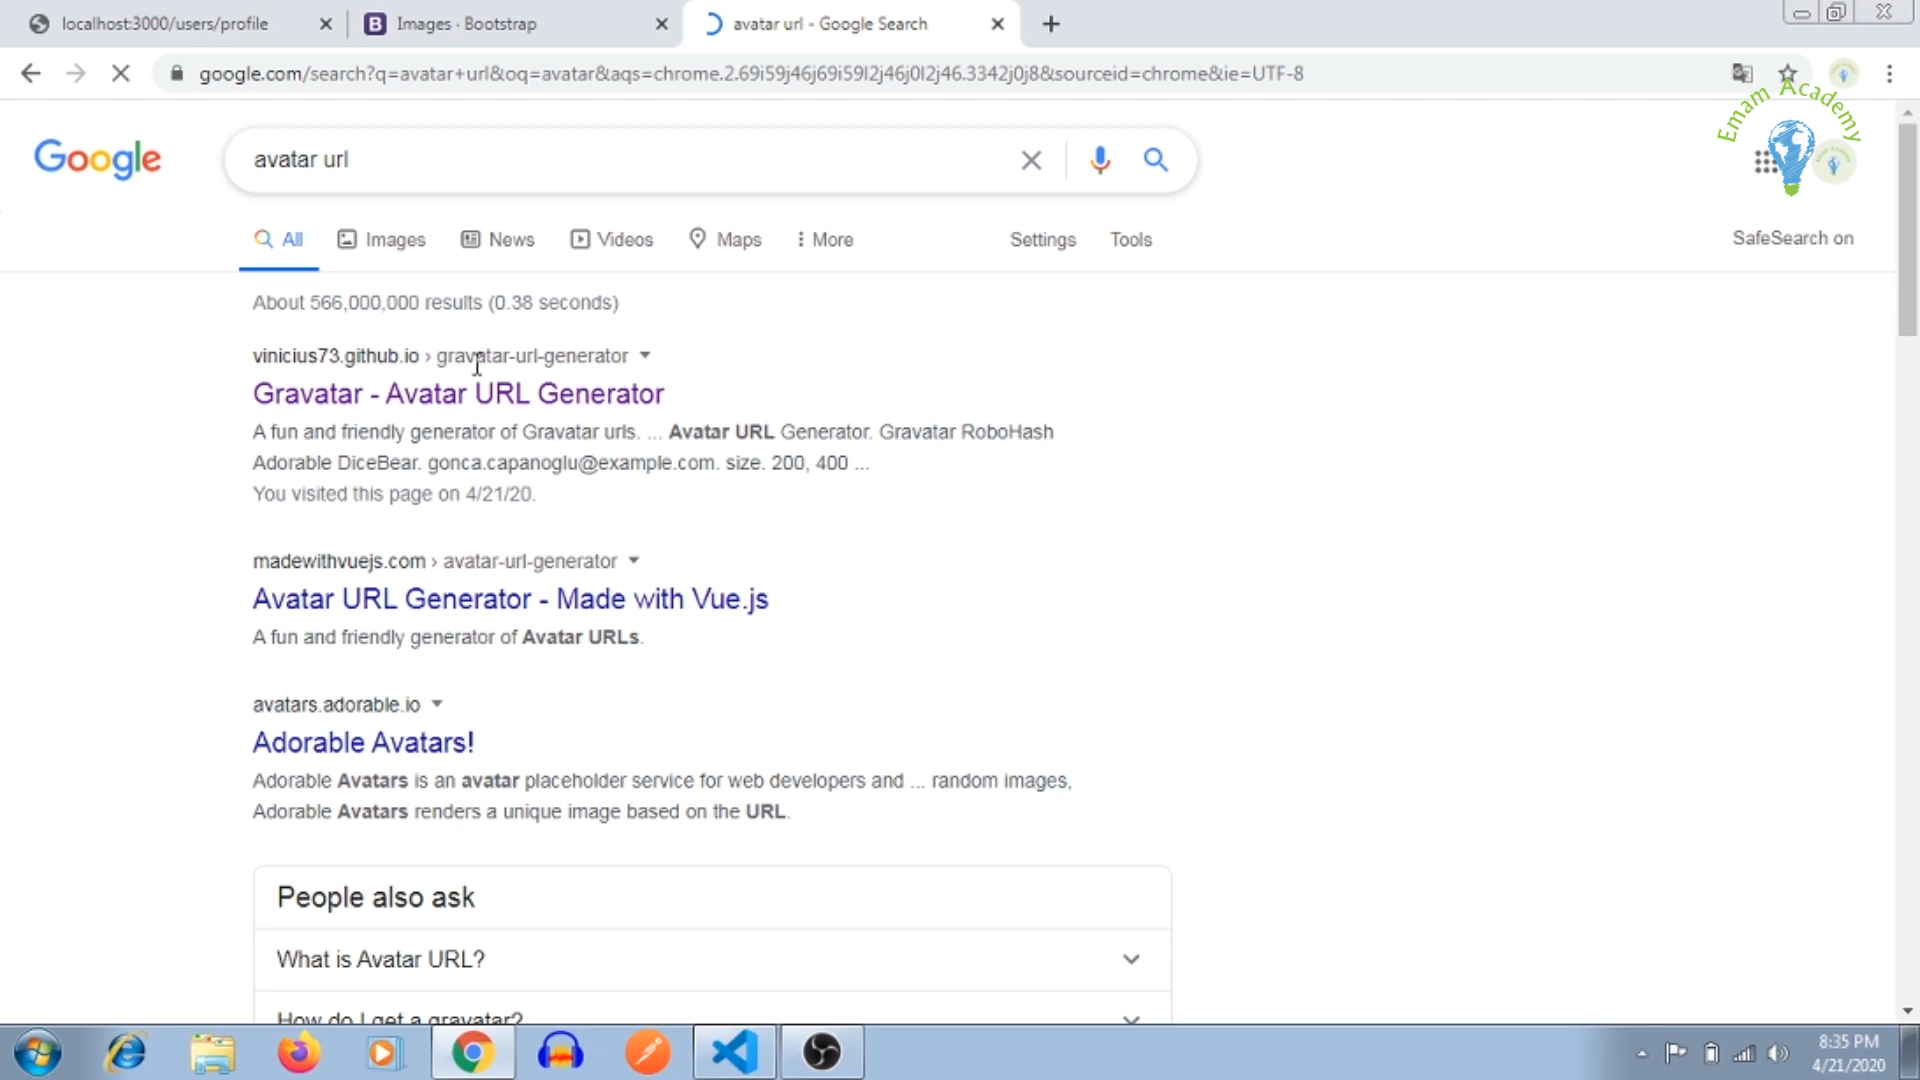 localhost:3000/users/profile
Images · Bootstrap
avatar url - Google Search
google.com/search?q=avatar+url&oq=avatar&aqs=chrome.2.69i59j46j69i59l2j46j0l2j46.3342j0j8&sourceid=chrome&ie=UTF-8
Emam Academy
Google
avatar url
All
Images
News
Videos
Maps
More
Settings
Tools
SafeSearch on
About 566,000,000 results (0.38 seconds)
vinicius73.github.io › gravatar-url-generator
Gravatar - Avatar URL Generator
A fun and friendly generator of Gravatar urls. ... Avatar URL Generator. Gravatar RoboHash
Adorable DiceBear. gonca.capanoglu@example.com. size. 200, 400 ...
You visited this page on 4/21/20.
madewithvuejs.com › avatar-url-generator
Avatar URL Generator - Made with Vue.js
A fun and friendly generator of Avatar URLs.
avatars.adorable.io
Adorable Avatars!
Adorable Avatars is an avatar placeholder service for web developers and ... random images,
Adorable Avatars renders a unique image based on the URL.
People also ask
What is Avatar URL?
How do I get a gravatar?
8:35 PM
4/21/2020